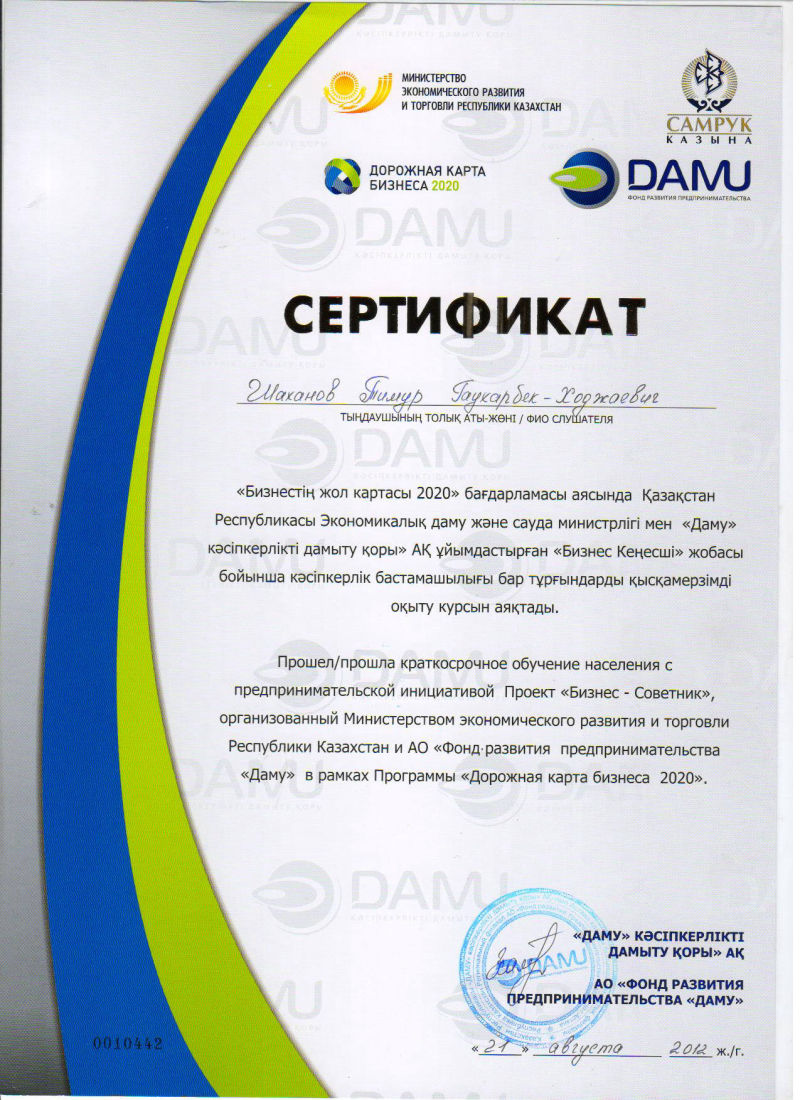 МИНИСТЕРСТВО
ЭКОНОМИЧЕСКОГО РАЗВИТИЯ
И ТОРГОВЛИ РЕСПУБЛИКИ КАЗАХСТАН
САМРУК
КАЗЫНА
ДОРОЖНАЯ КАРТА
БИЗНЕСА 2020
DAMU
ФОНД РАЗВИТИЯ ПРЕДПРИНИМАТЕЛЬСТВА
СЕРТИФИКАТ
Шаханов Тимур Гаухарбек-Ходжаевич
ТЫҢДАУШЫНЫҢ ТОЛЫҚ АТЫ-ЖӨНІ / ФИО СЛУШАТЕЛЯ
«Бизнестің жол картасы 2020» бағдарламасы аясында Қазақстан
Республикасы Экономикалық даму және сауда министрлігі мен «Даму»
кәсіпкерлікті дамыту қоры» АҚ ұйымдастырған «Бизнес Кеңесші» жобасы
бойынша кәсіпкерлік бастамашылығы бар тұрғындарды қысқамерзімді
оқыту курсын аяқтады.
Прошел/прошла краткосрочное обучение населения с
предпринимательской инициативой Проект «Бизнес - Советник»,
организованный Министерством экономического развития и торговли
Республики Казахстан и АО «Фонд развития предпринимательства
«Даму» в рамках Программы «Дорожная карта бизнеса 2020».
«ДАМУ» КӘСІПКЕРЛІКТІ
ДАМЫТУ ҚОРЫ» АҚ
АО «ФОНД РАЗВИТИЯ
ПРЕДПРИНИМАТЕЛЬСТВА «ДАМУ»
DAMU
0010442
«21» августа 2012 ж./г.